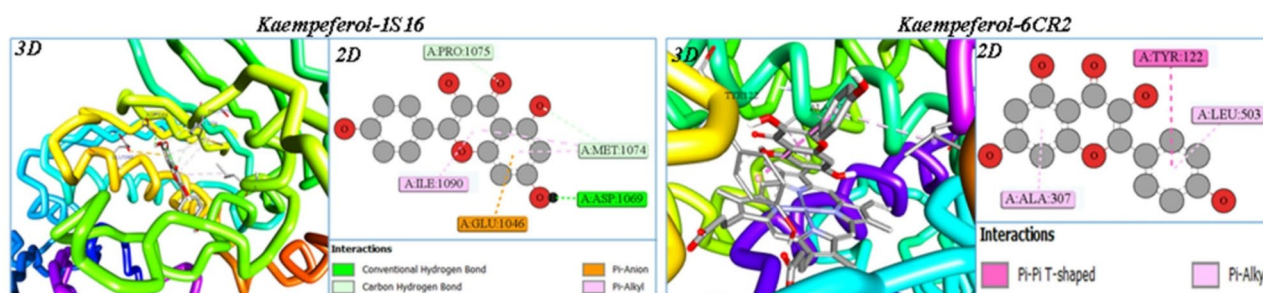 Kaempeferol-1S16
3D
2D
A:PRO:1075
O
O
O
O
O
O
A:MET:1074
A:ILE:1090
A:ASP:1069
A:GLU:1046
Interactions
Conventional Hydrogen Bond
Carbon Hydrogen Bond
Pi-Anion
Pi-Alkyl
Kaempeferol-6CR2
3D
2D
A:TYR:122
O
O
O
A:LEU:503
O
O
O
A:ALA:307
Interactions
Pi-Pi T-shaped
Pi-Alky